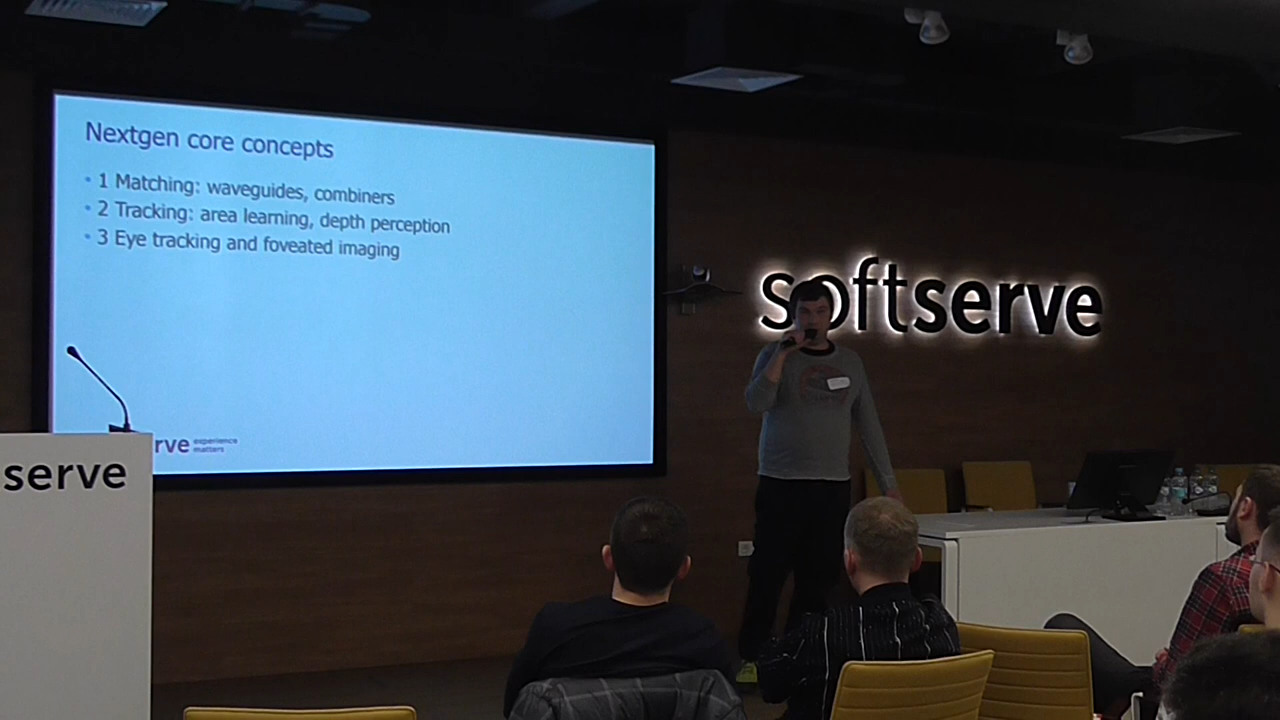 Nextgen core concepts
• 1 Matching: waveguides, combiners
• 2 Tracking: area learning, depth perception
• 3 Eye tracking and foveated imaging
rve experience
matters
serve
softserve